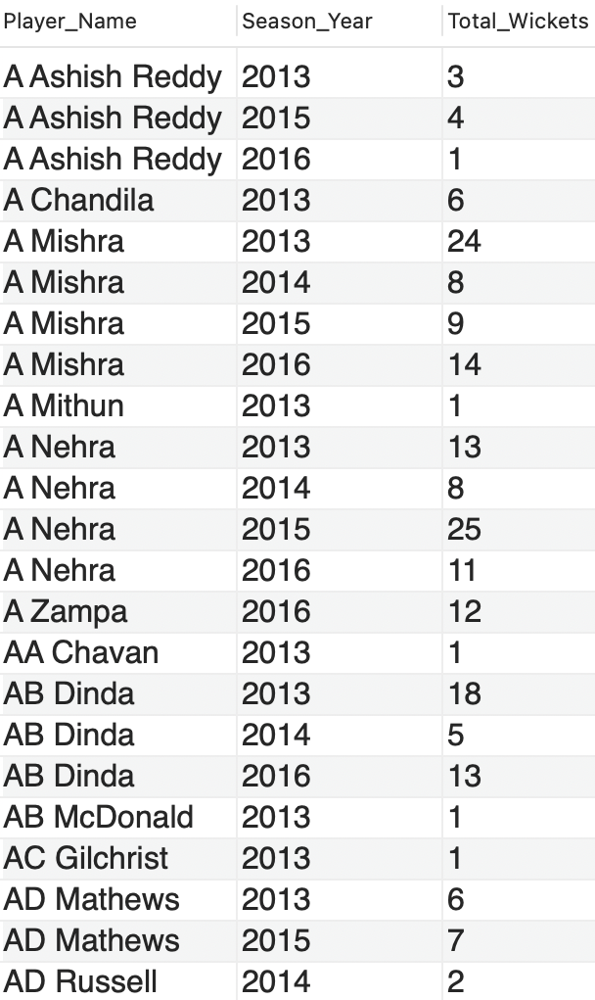 Player_Name Season_Year Total_Wickets
A Ashish Reddy 2013 3
A Ashish Reddy 2015 4
A Ashish Reddy 2016 1
A Chandila 2013 6
A Mishra 2013 24
A Mishra 2014 8
A Mishra 2015 9
A Mishra 2016 14
A Mithun 2013 1
A Nehra 2013 13
A Nehra 2014 8
A Nehra 2015 25
A Nehra 2016 11
A Zampa 2016 12
AA Chavan 2013 1
AB Dinda 2013 18
AB Dinda 2014 5
AB Dinda 2016 13
AB McDonald 2013 1
AC Gilchrist 2013 1
AD Mathews 2013 6
AD Mathews 2015 7
AD Russell 2014 2